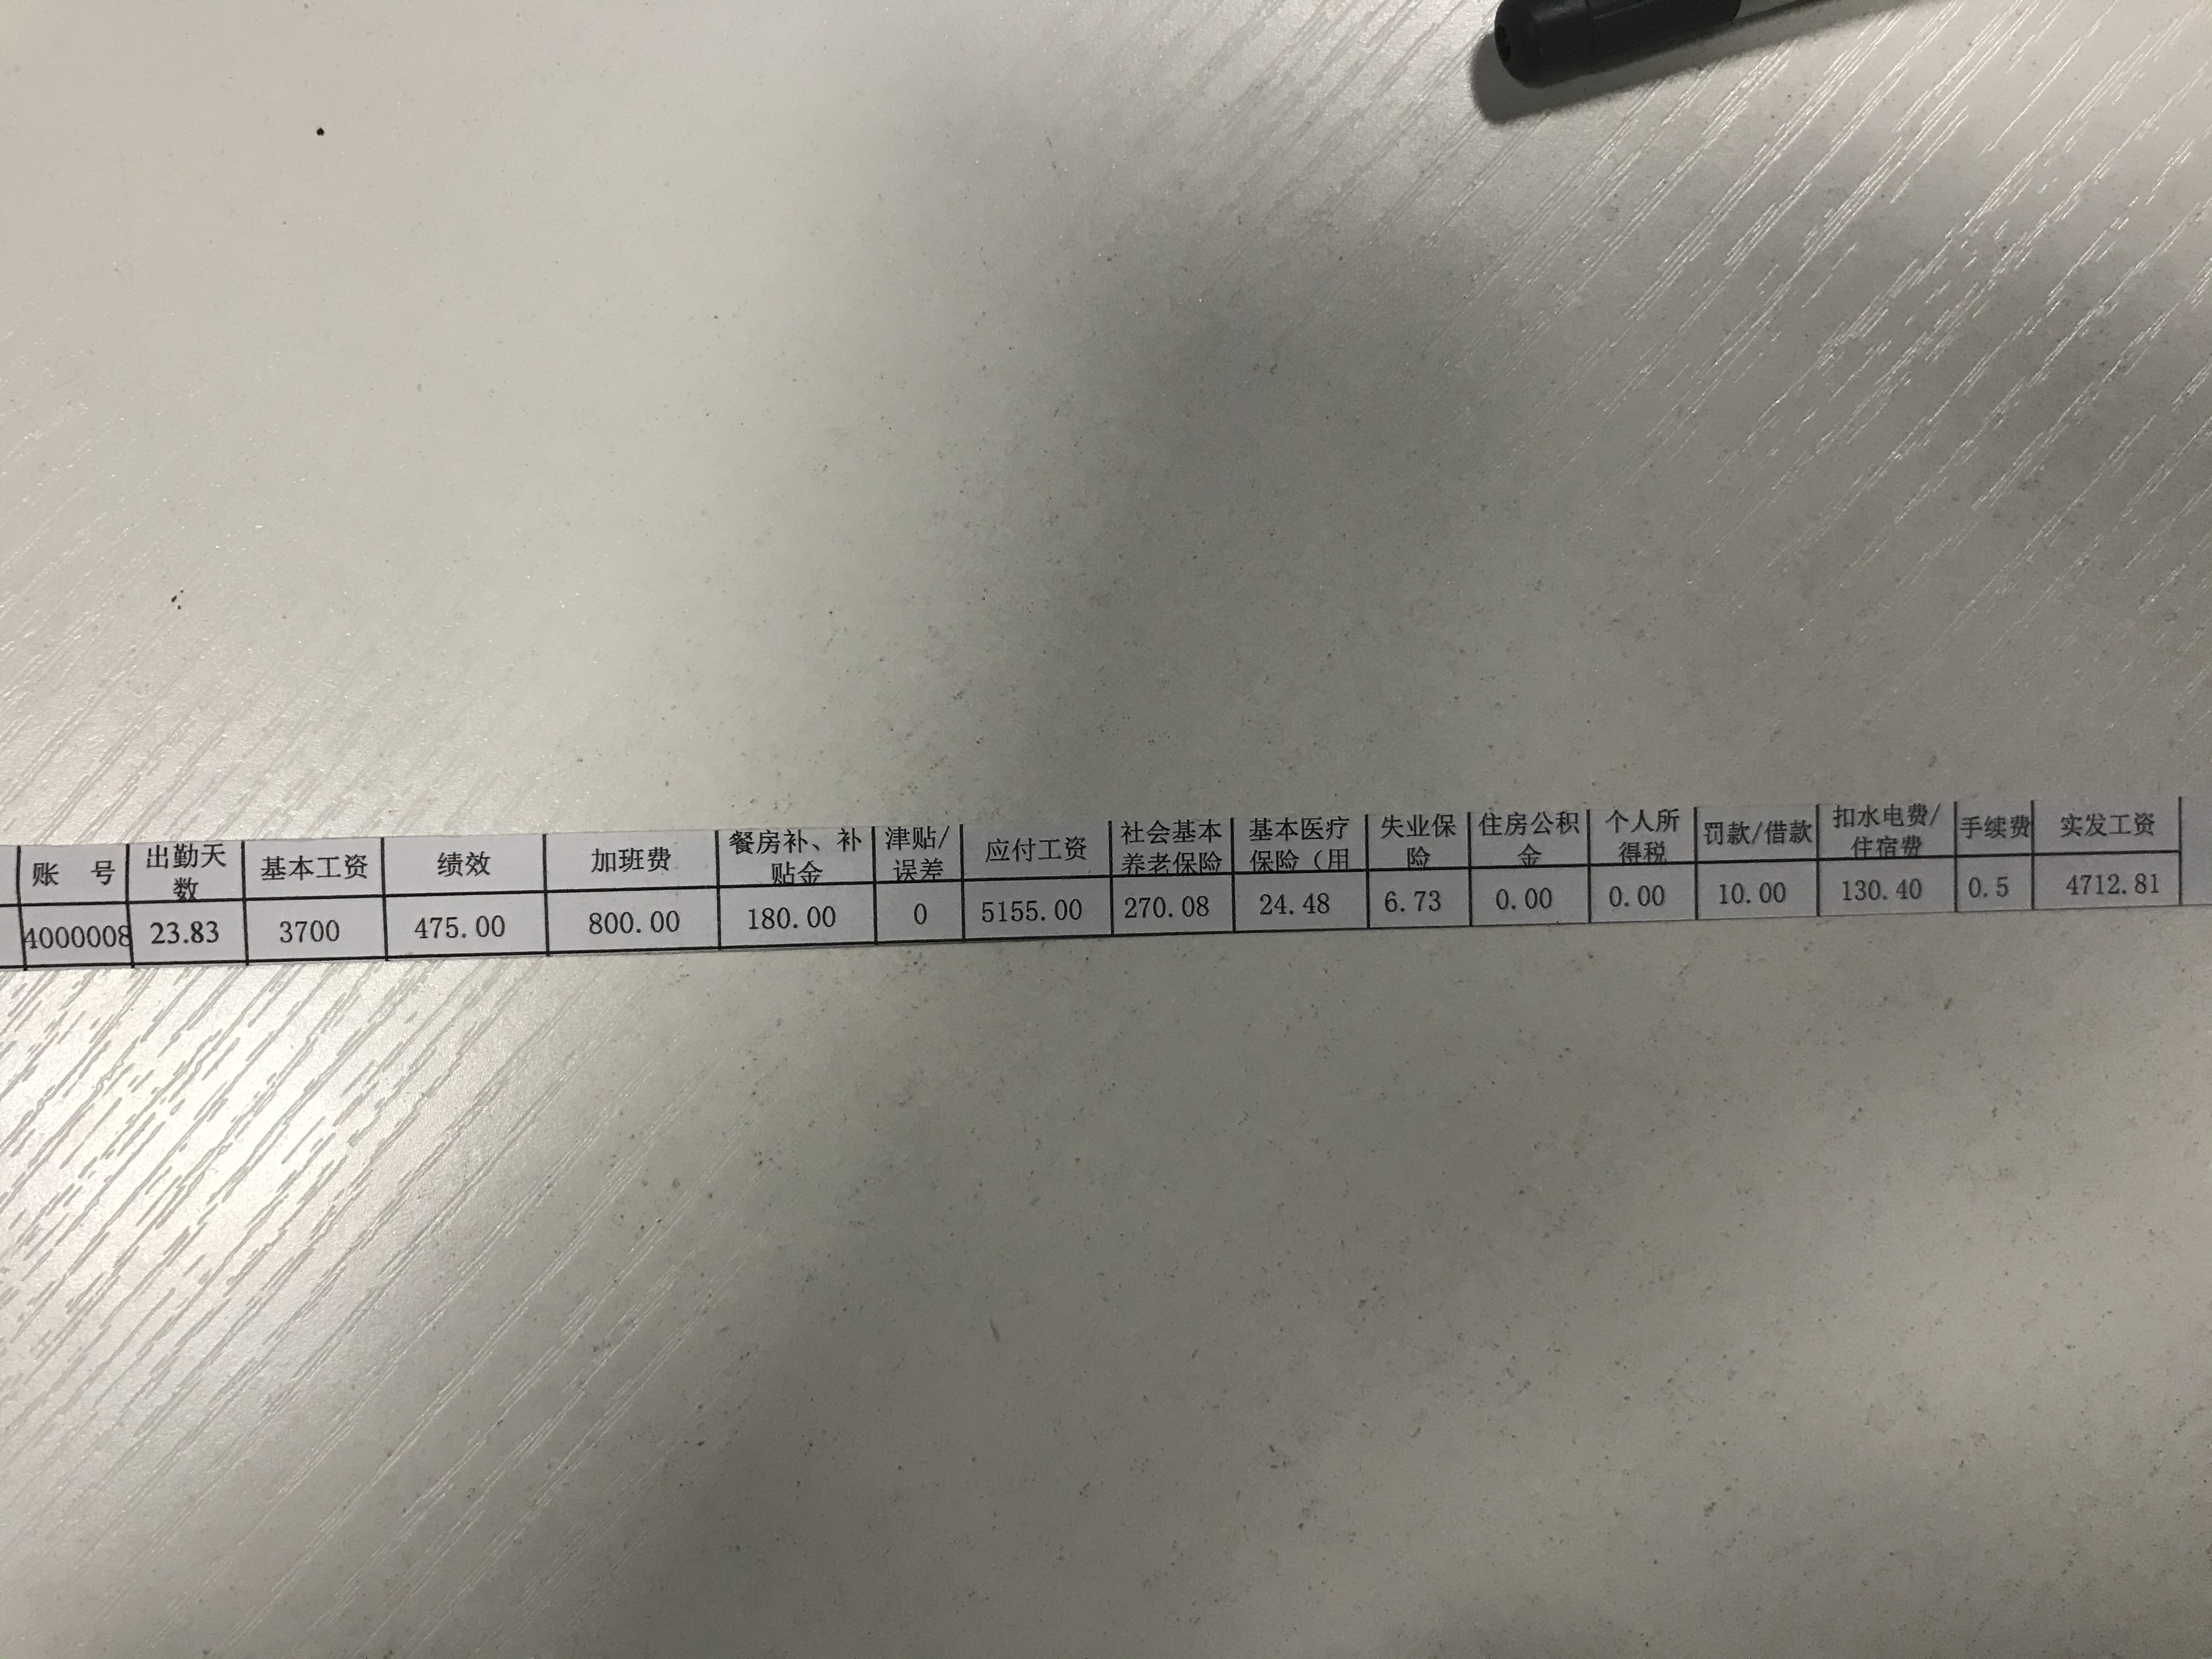 账 号 出勤天数 基本工资 绩效 加班费 餐房补、补贴金 津贴/误差 应付工资 社会基本养老保险 基本医疗保险（用 失业保险 住房公积金 个人所得税 罚款/借款 扣水电费/住宿费 手续费 实发工资
4000008 23.83 3700 475.00 800.00 180.00 0 5155.00 270.08 24.48 6.73 0.00 0.00 10.00 130.40 0.5 4712.81